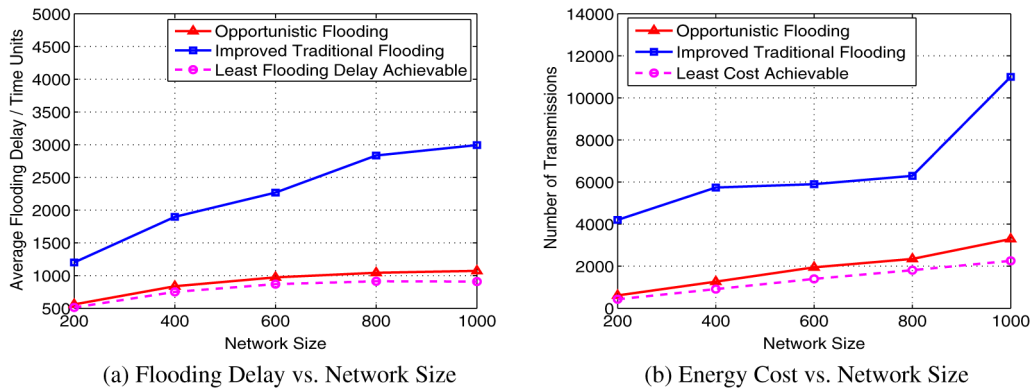 5000
4500
4000
3500
3000
2500
2000
1500
1000
500
200
400
600
800
1000
Average Flooding Delay / Time Units
Network Size
Opportunistic Flooding
Improved Traditional Flooding
Least Flooding Delay Achievable
(a) Flooding Delay vs. Network Size
14000
12000
10000
8000
6000
4000
2000
0
200
400
600
800
1000
Number of Transmissions
Network Size
Opportunistic Flooding
Improved Traditional Flooding
Least Cost Achievable
(b) Energy Cost vs. Network Size